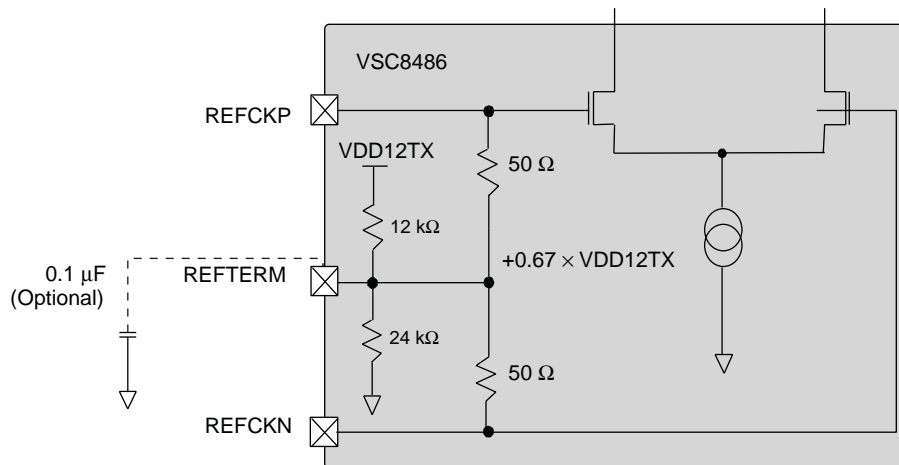 VSC8486
REFCKP
VDD12TX
50 Ω
12 kΩ
+0.67 × VDD12TX
0.1 µF
(Optional)
REFTERM
24 kΩ
50 Ω
REFCKN